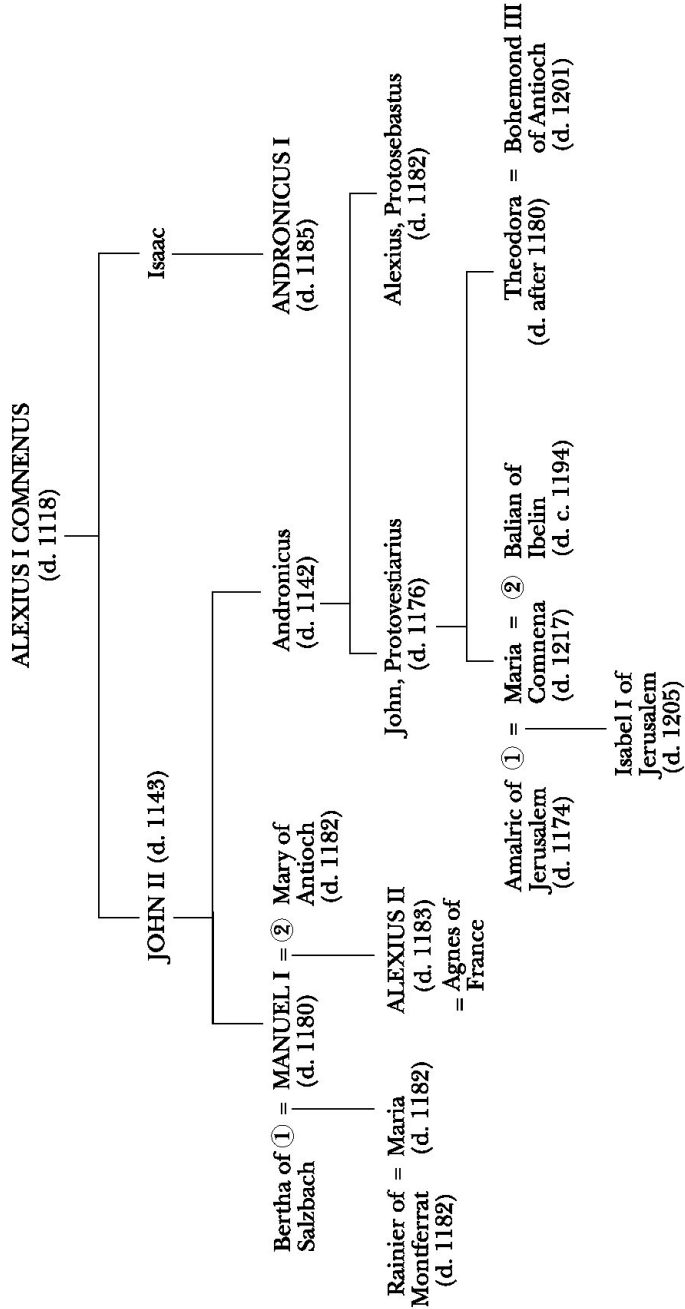 ALEXIUS I COMNENUS
(d. 1118)
JOHN II (d. 1143)
Isaac
Bertha of ① = MANUEL I = ② Mary of
Salzbach
(d. 1180)
Antioch
(d. 1182)
Andronicus
(d. 1142)
ANDRONICUS I
(d. 1185)
Rainier of = Maria
Montferrat (d. 1182)
(d. 1182)
ALEXIUS II
(d. 1183)
= Agnes of
France
John, Protovestiarius
(d. 1176)
Alexius, Protosebastus
(d. 1182)
Amalric of ① = Maria = ② Balian of
Jerusalem
(d. 1174)
Comnena
(d. 1217)
Ibelin
(d. c. 1194)
Theodora = Bohemond III
(d. after 1180)
of Antioch
(d. 1201)
Isabel I of
Jerusalem
(d. 1205)